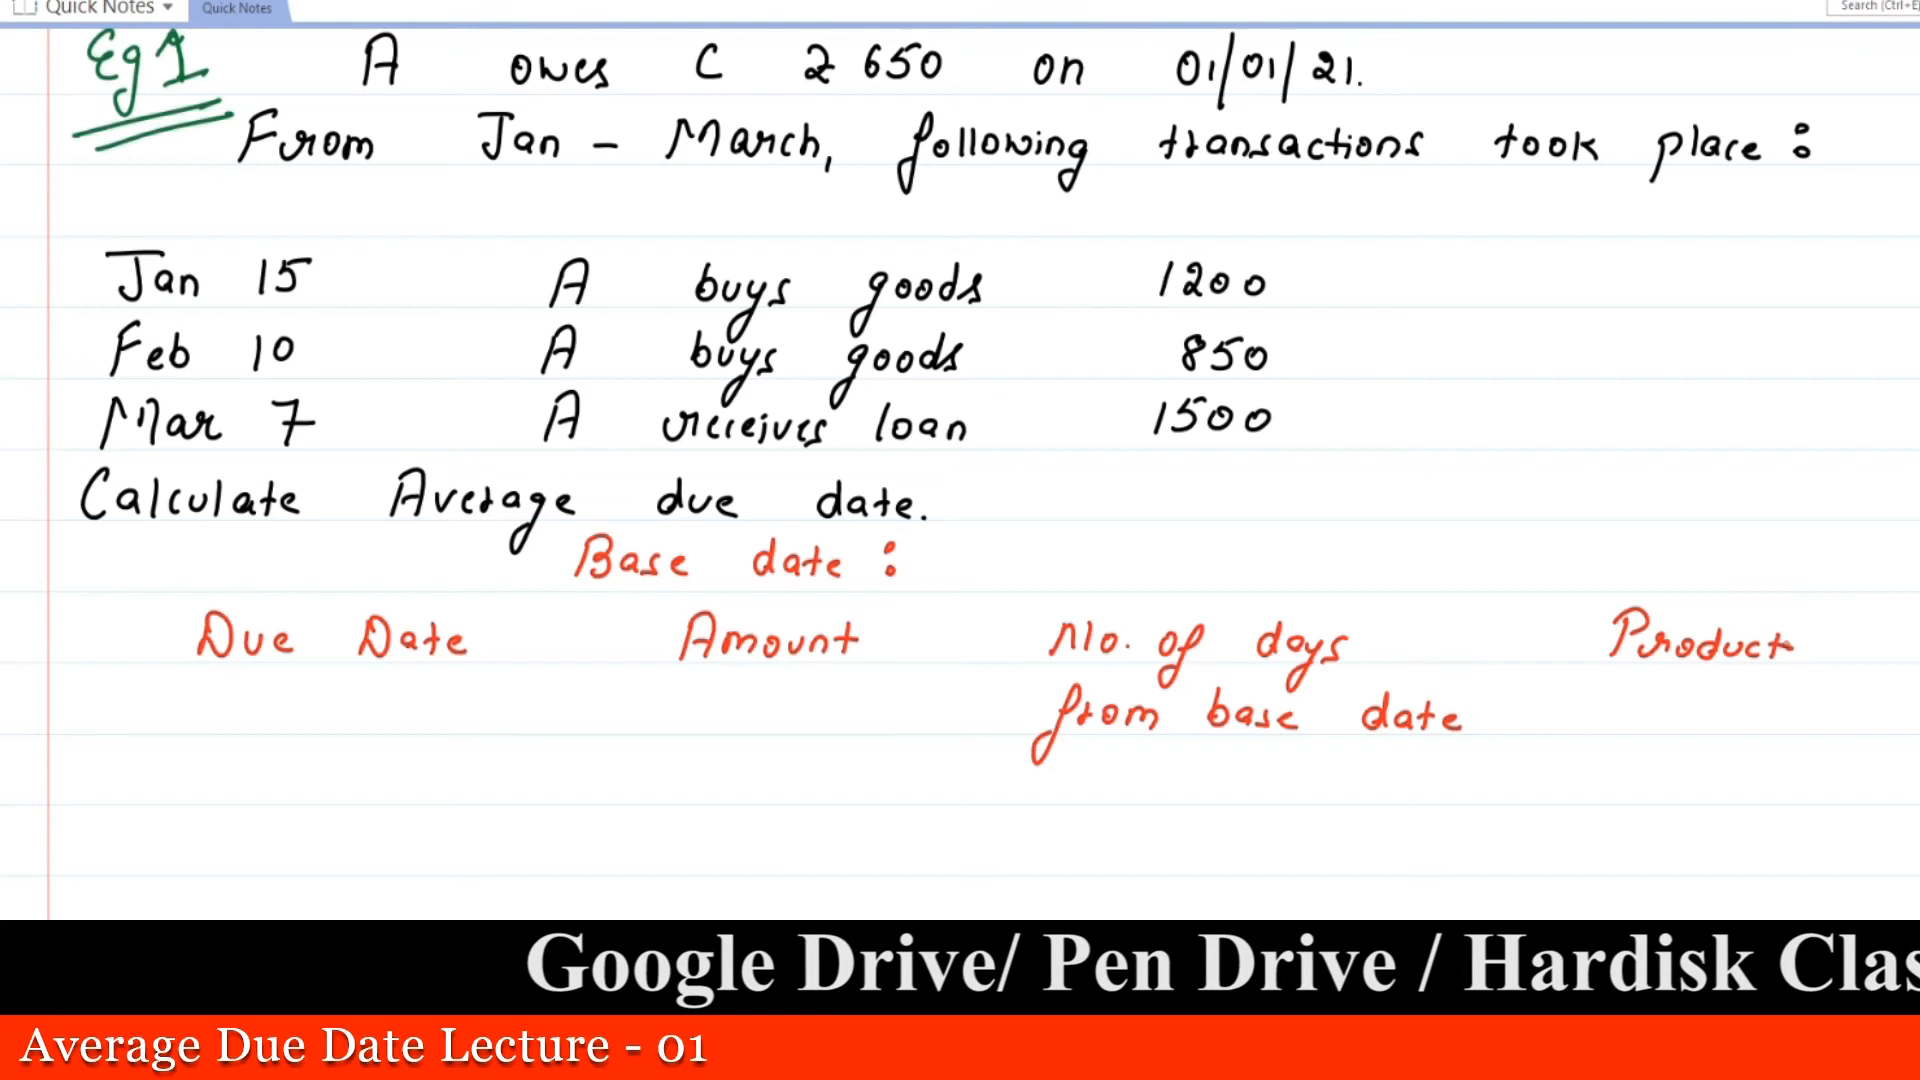 Quick Notes
Quick Notes
Search (Ctrl+E)
Eg 1 A owes C ₹ 650 on 01/01/21.
From Jan - March, following transactions took place :
Jan 15 A buys goods 1200
Feb 10 A buys goods 850
Mar 7 A receives loan 1500
Calculate Average due date.
Base date :
Due Date Amount No. of days Product
from base date
Google Drive/ Pen Drive / Hardisk Clas
Average Due Date Lecture - 01